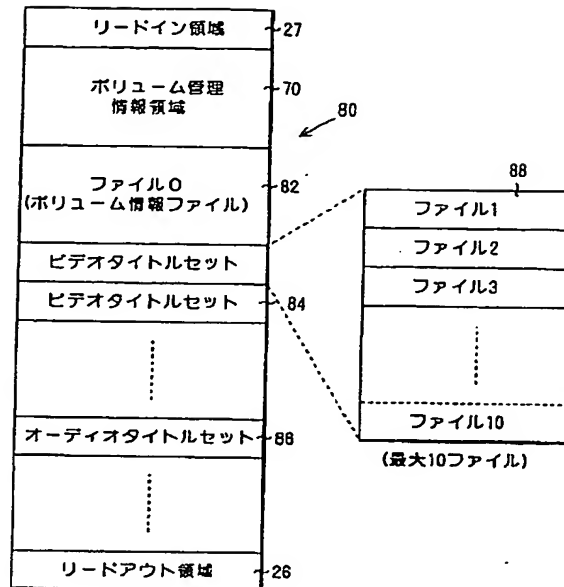 リードイン領域
27
ボリューム管理
情報領域
70
80
ファイル0
(ボリューム情報ファイル)
82
ビデオタイトルセット
ビデオタイトルセット
84
オーディオタイトルセット
86
リードアウト領域
26
88
ファイル1
ファイル2
ファイル3
ファイル10
(最大10ファイル)